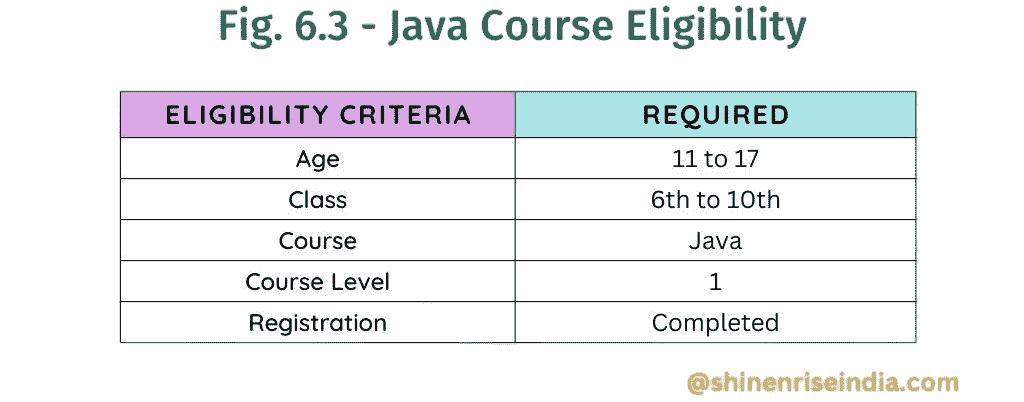 Fig. 6.3 - Java Course Eligibility
ELIGIBILITY CRITERIA REQUIRED
Age 11 to 17
Class 6th to 10th
Course Java
Course Level 1
Registration Completed
@shinenriseindia.com